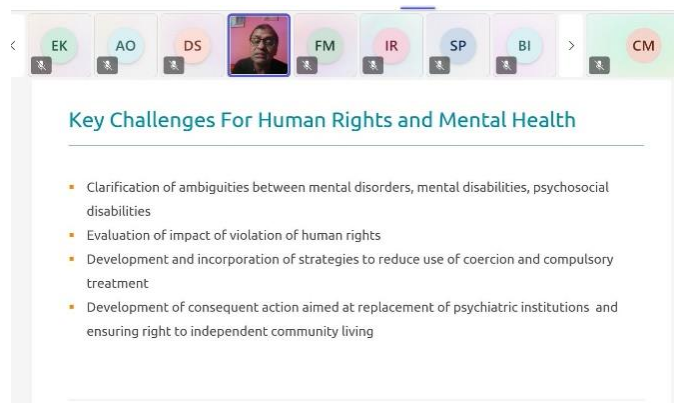 EK AO DS FM IR SP BI CM
Key Challenges For Human Rights and Mental Health
▪ Clarification of ambiguities between mental disorders, mental disabilities, psychosocial
disabilities
▪ Evaluation of impact of violation of human rights
▪ Development and incorporation of strategies to reduce use of coercion and compulsory
treatment
▪ Development of consequent action aimed at replacement of psychiatric institutions and
ensuring right to independent community living